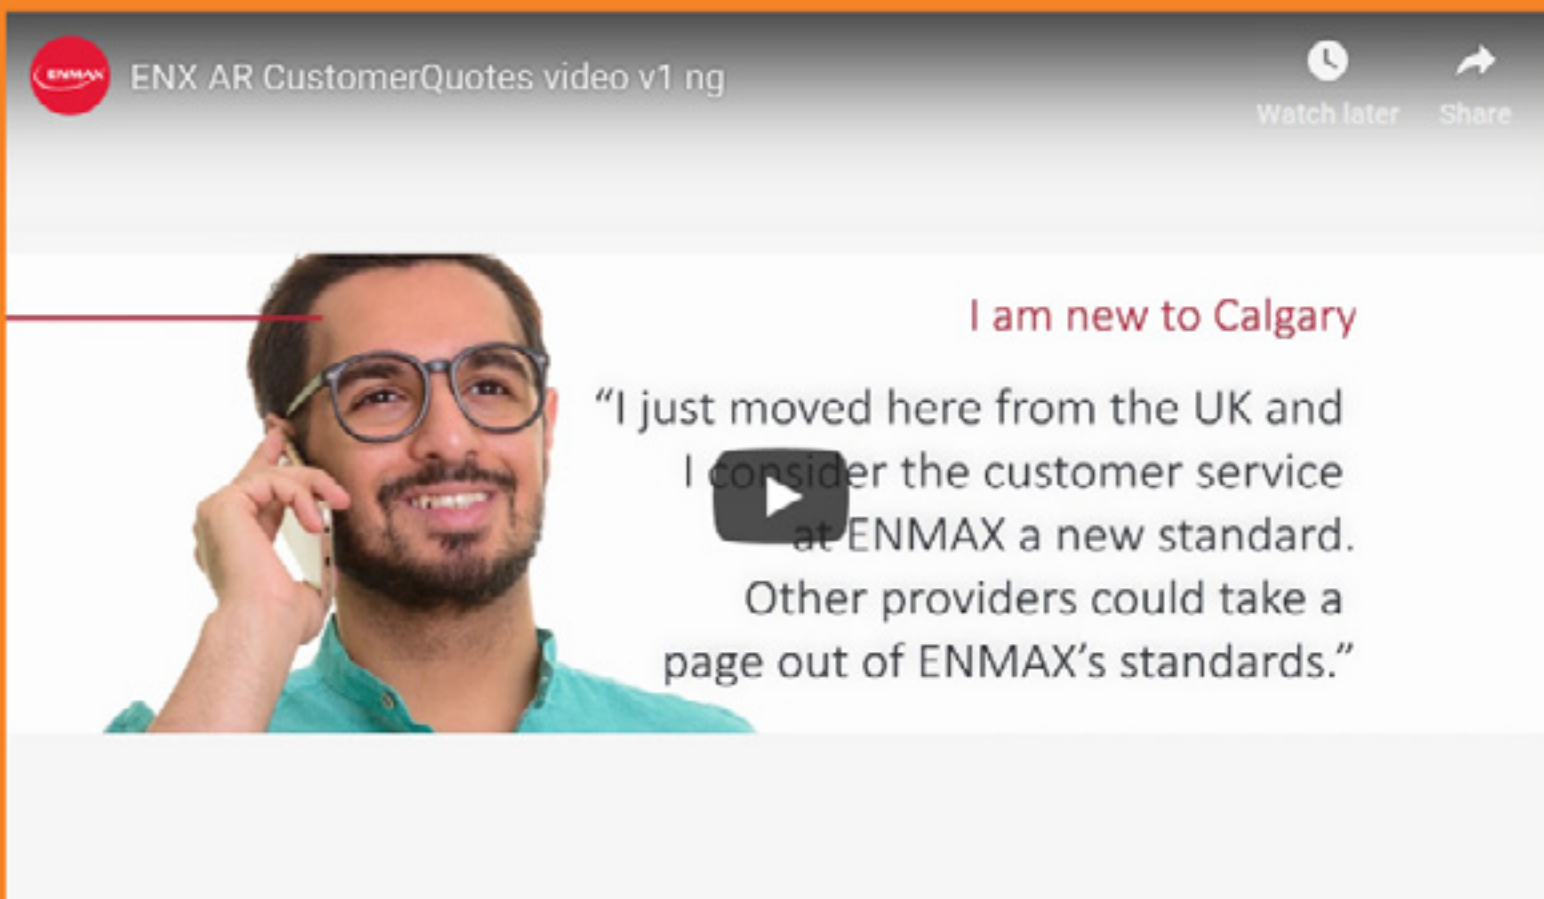 ENMAX
ENX AR CustomerQuotes video v1 ng
Watch later
Share
I am new to Calgary
“I just moved here from the UK and
I consider the customer service
at ENMAX a new standard.
Other providers could take a
page out of ENMAX’s standards.”